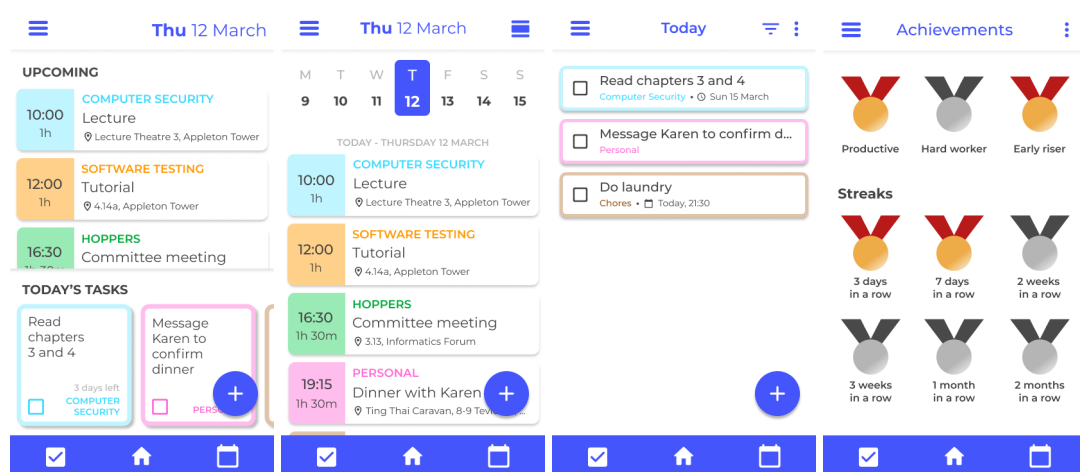 Thu 12 March
UPCOMING
10:00
1h
COMPUTER SECURITY
Lecture
Lecture Theatre 3, Appleton Tower
12:00
1h
SOFTWARE TESTING
Tutorial
4.14a, Appleton Tower
16:30
1h 30m
HOPPERS
Committee meeting
TODAY'S TASKS
Read
chapters
3 and 4
3 days left
COMPUTER
SECURITY
Message
Karen to
confirm
dinner
+
Thu 12 March
M T W T F S S
9 10 11 12 13 14 15
TODAY - THURSDAY 12 MARCH
10:00
1h
COMPUTER SECURITY
Lecture
Lecture Theatre 3, Appleton Tower
12:00
1h
SOFTWARE TESTING
Tutorial
4.14a, Appleton Tower
16:30
1h 30m
HOPPERS
Committee meeting
3.13, Informatics Forum
19:15
1h 30m
PERSONAL
Dinner with Karen
Ting Thai Caravan, 8-9
+
Today
Read chapters 3 and 4
Computer Security • Sun 15 March
Message Karen to confirm d...
Personal
Do laundry
Chores • Today, 21:30
+
Achievements
Productive Hard worker Early riser
Streaks
3 days 7 days 2 weeks
in a row in a row in a row
3 weeks 1 month 2 months
in a row in a row in a row